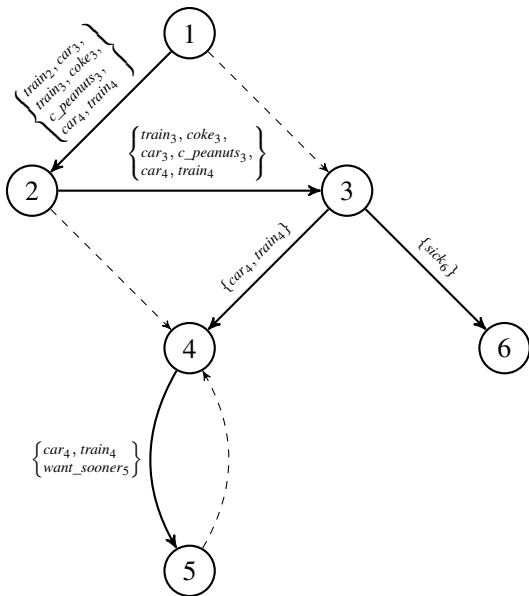 1
{train₂, car₃,
train₃, coke₃,
c_peanuts₃,
car₄, train₄}
{train₃, coke₃,
car₃, c_peanuts₃,
car₄, train₄}
2
3
{car₄, train₄}
{sick₆}
4
6
{car₄, train₄
want_sooner₅}
5